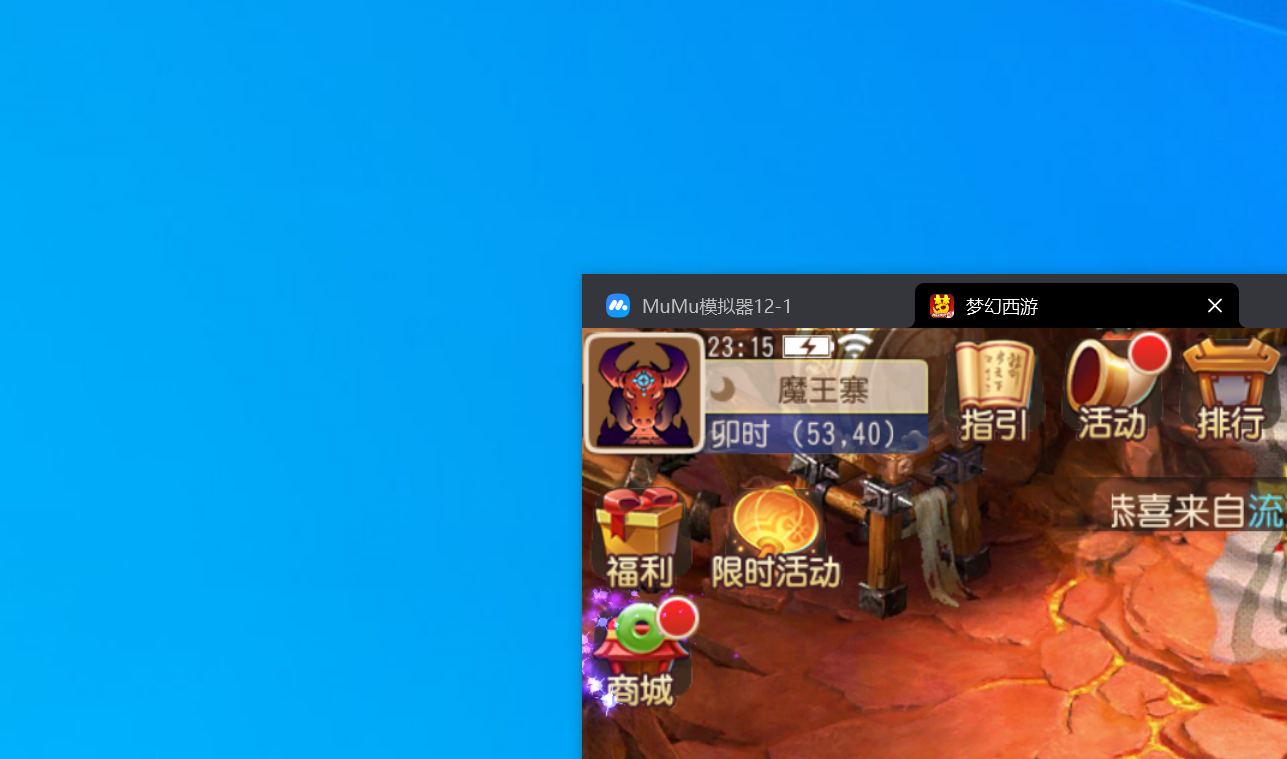 MuMu模拟器12-1
梦幻西游
23:15
魔王寨
卯时 (53,40)
指引
活动
排行
恭喜来自流
福利
限时活动
商城